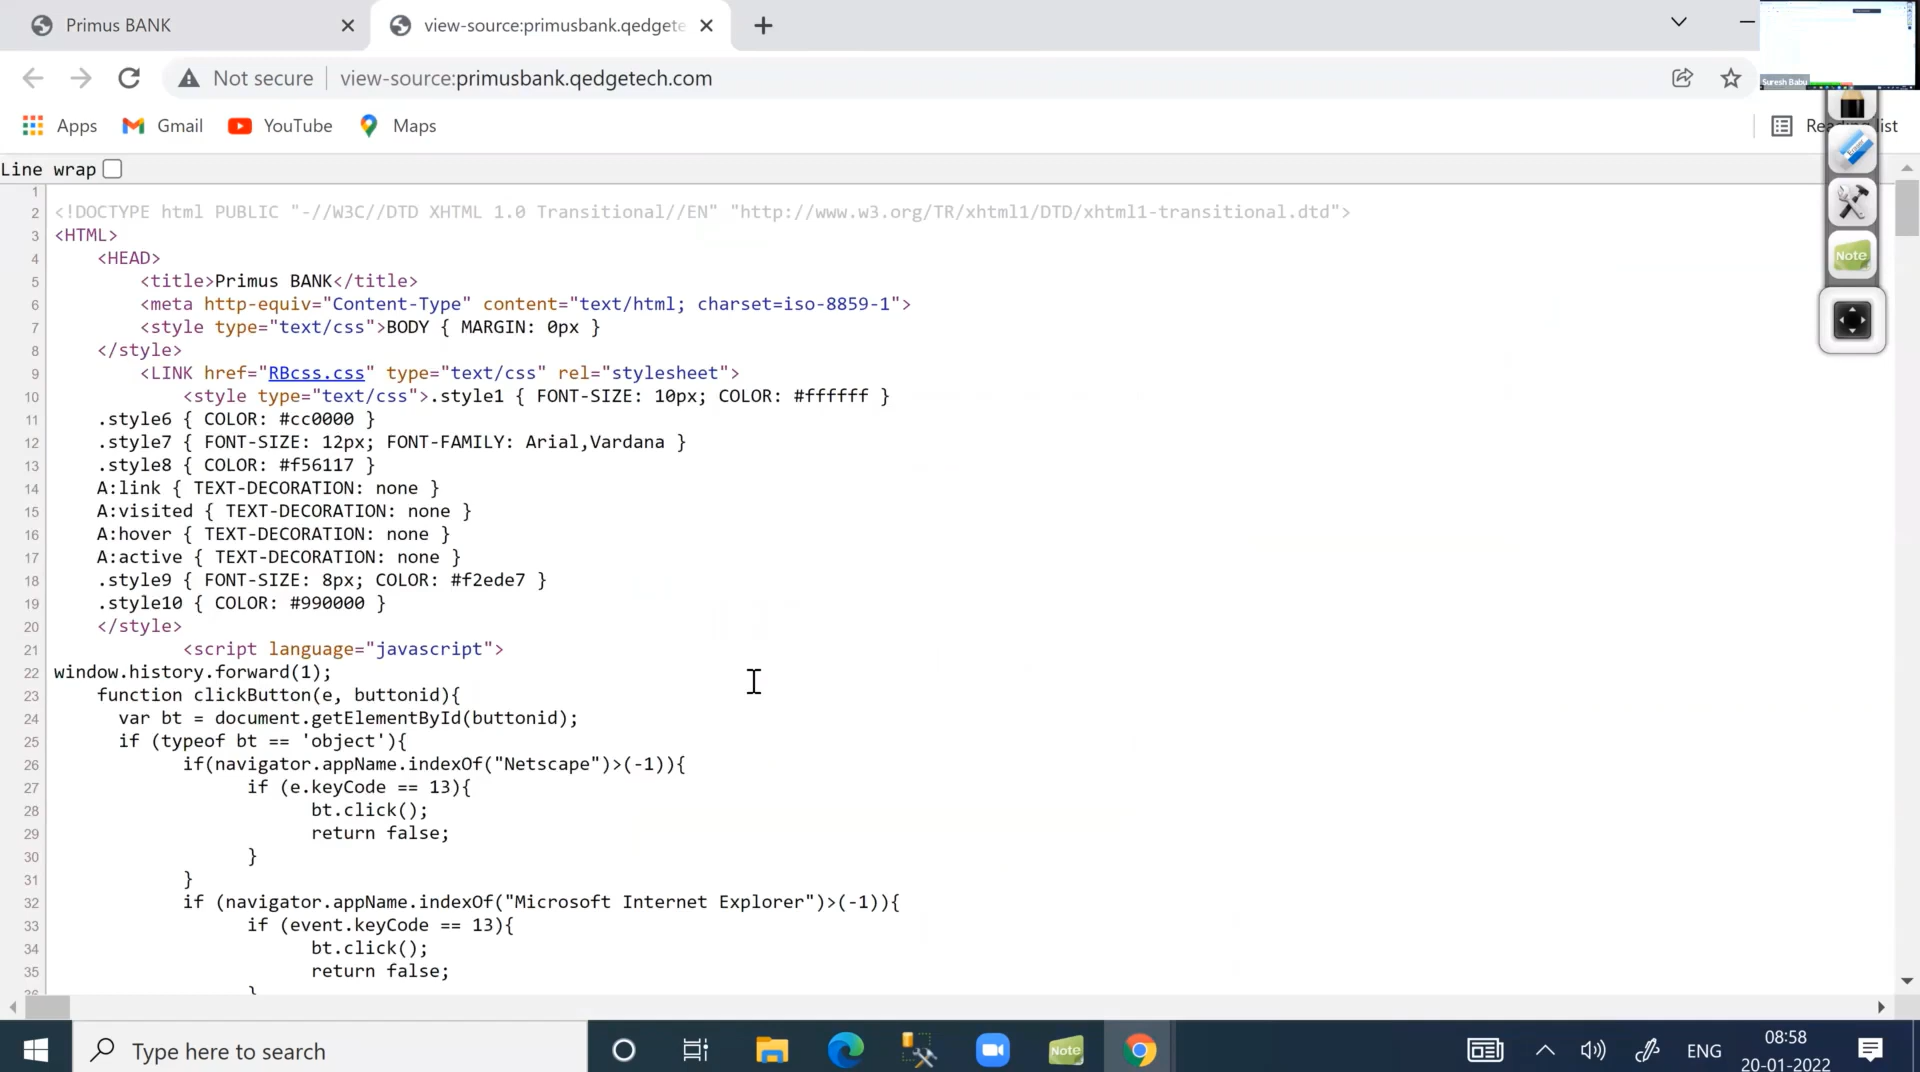 Primus BANK
view-source:primusbank.qedgete
Not secure
view-source:primusbank.qedgetech.com
Suresh Babu
Apps
Gmail
YouTube
Maps
Reading list
Line wrap
1
2 <!DOCTYPE html PUBLIC "-//W3C//DTD XHTML 1.0 Transitional//EN" "http://www.w3.org/TR/xhtml1/DTD/xhtml1-transitional.dtd">
3 <HTML>
4 <HEAD>
5 <title>Primus BANK</title>
6 <meta http-equiv="Content-Type" content="text/html; charset=iso-8859-1">
7 <style type="text/css">BODY { MARGIN: 0px }
8 </style>
9 <LINK href="RBcss.css" type="text/css" rel="stylesheet">
10 <style type="text/css">.style1 { FONT-SIZE: 10px; COLOR: #ffffff }
11 .style6 { COLOR: #cc0000 }
12 .style7 { FONT-SIZE: 12px; FONT-FAMILY: Arial,Vardana }
13 .style8 { COLOR: #f56117 }
14 A:link { TEXT-DECORATION: none }
15 A:visited { TEXT-DECORATION: none }
16 A:hover { TEXT-DECORATION: none }
17 A:active { TEXT-DECORATION: none }
18 .style9 { FONT-SIZE: 8px; COLOR: #f2ede7 }
19 .style10 { COLOR: #990000 }
20 </style>
21 <script language="javascript">
22 window.history.forward(1);
23 function clickButton(e, buttonid){
24 var bt = document.getElementById(buttonid);
25 if (typeof bt == 'object'){
26 if(navigator.appName.indexOf("Netscape")>(-1)){
27 if (e.keyCode == 13){
28 bt.click();
29 return false;
30 }
31 }
32 if (navigator.appName.indexOf("Microsoft Internet Explorer")>(-1)){
33 if (event.keyCode == 13){
34 bt.click();
35 return false;
36 }
Note
Type here to search
Note
ENG
08:58
20-01-2022